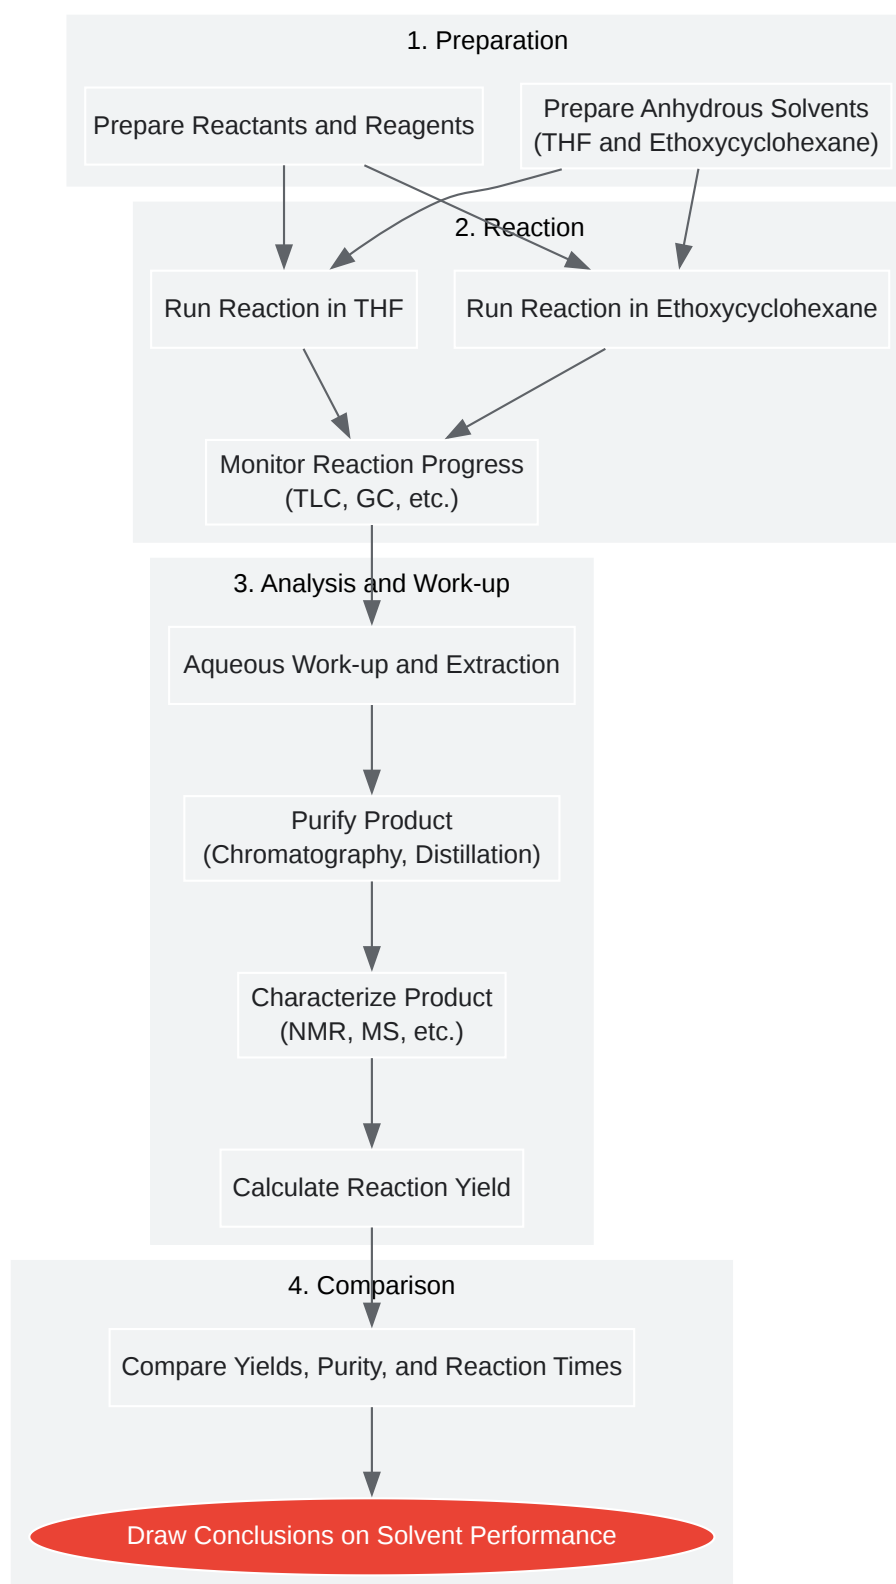 1. Preparation
Prepare Reactants and Reagents
Prepare Anhydrous Solvents
(THF and Ethoxycyclohexane)
2. Reaction
Run Reaction in THF
Run Reaction in Ethoxycyclohexane
Monitor Reaction Progress
(TLC, GC, etc.)
3. Analysis and Work-up
Aqueous Work-up and Extraction
Purify Product
(Chromatography, Distillation)
Characterize Product
(NMR, MS, etc.)
Calculate Reaction Yield
4. Comparison
Compare Yields, Purity, and Reaction Times
Draw Conclusions on Solvent Performance